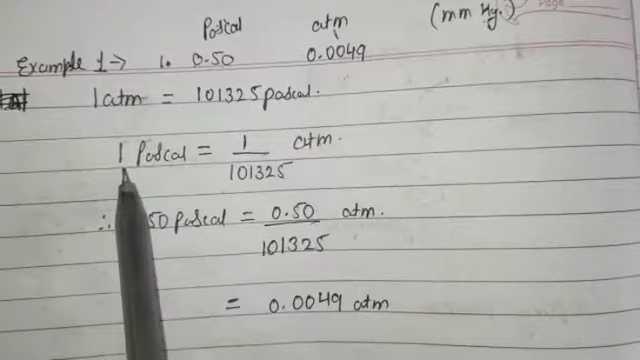 Page
Pascal atm (mm Hg.)
Example 1→ 1. 0.50 0.0049
1 atm = 101325 pascal.
1 Pascal = 1/101325 atm.
∴ 50 pascal = 0.50/101325 atm.
= 0.0049 atm